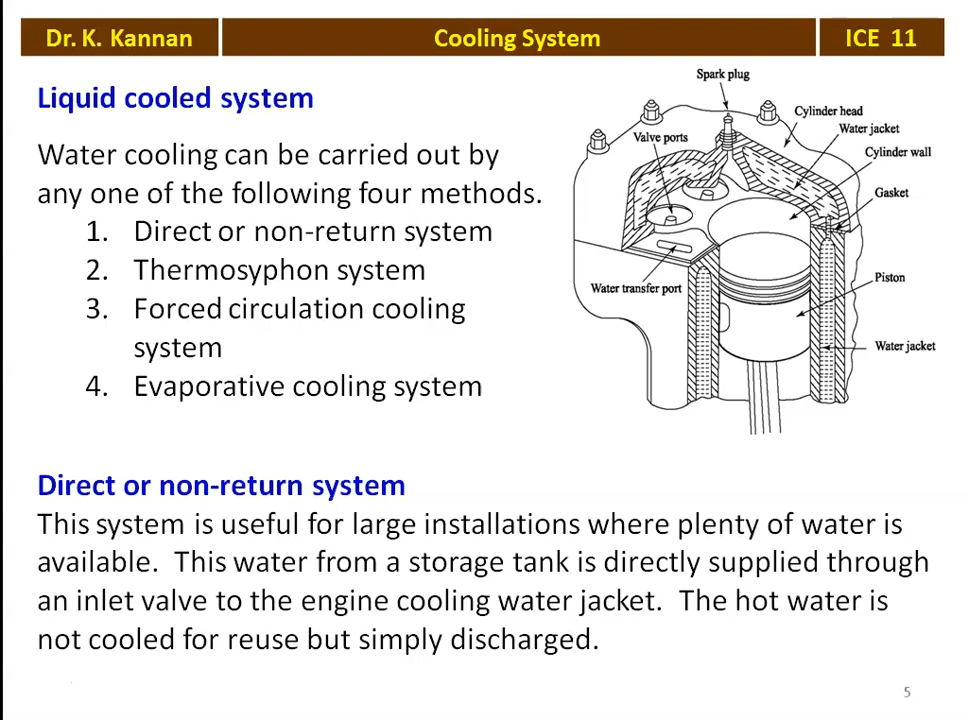 Dr. K. Kannan
Cooling System
ICE 11
Liquid cooled system
Water cooling can be carried out by
any one of the following four methods.
1. Direct or non-return system
2. Thermosyphon system
3. Forced circulation cooling
system
4. Evaporative cooling system
Spark plug
Cylinder head
Valve ports
Water jacket
Cylinder wall
Gasket
Water transfer port
Piston
Water jacket
Direct or non-return system
This system is useful for large installations where plenty of water is
available. This water from a storage tank is directly supplied through
an inlet valve to the engine cooling water jacket. The hot water is
not cooled for reuse but simply discharged.
5